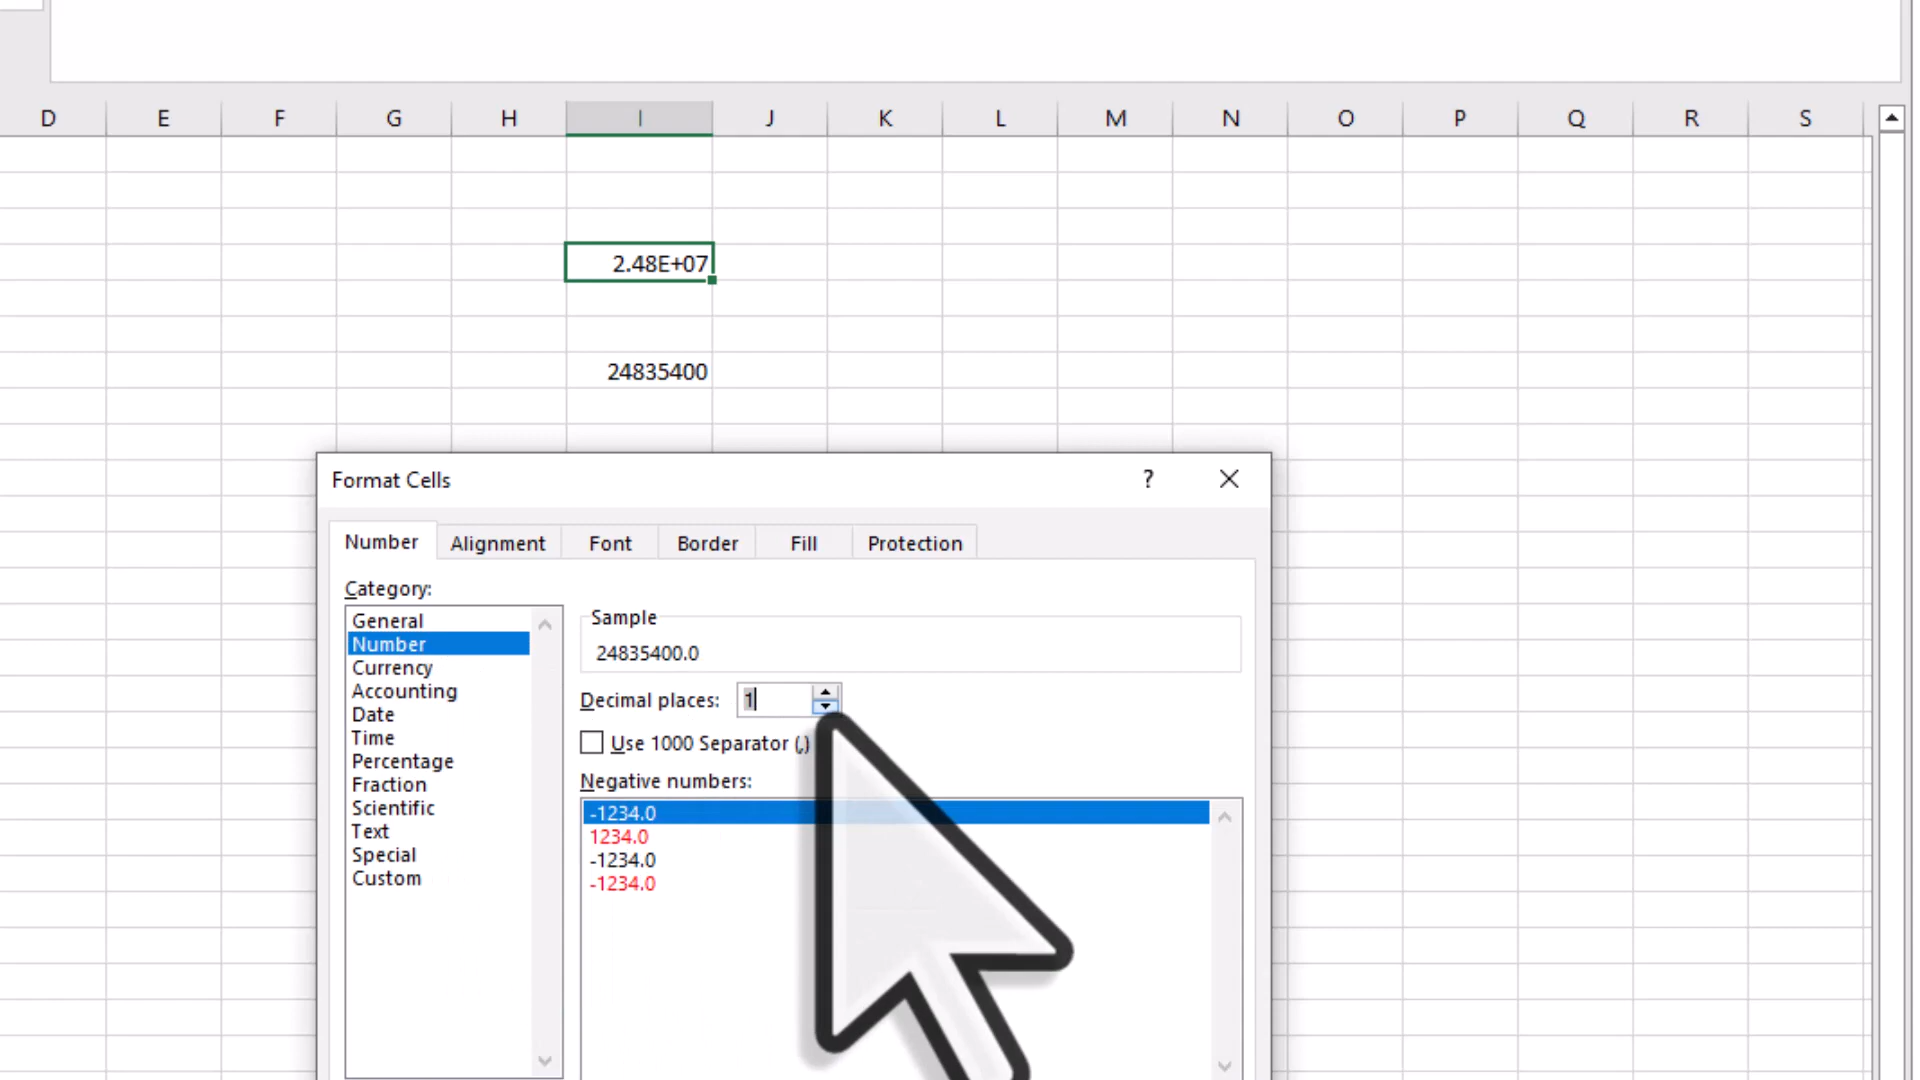 D E F G H I J K L M N O P Q R S
2.48E+07
24835400
Format Cells ?
Number Alignment Font Border Fill Protection
Category:
General
Number
Currency
Accounting
Date
Time
Percentage
Fraction
Scientific
Text
Special
Custom
Sample
24835400.0
Decimal places: 1
Use 1000 Separator (,)
Negative numbers:
-1234.0
1234.0
-1234.0
-1234.0